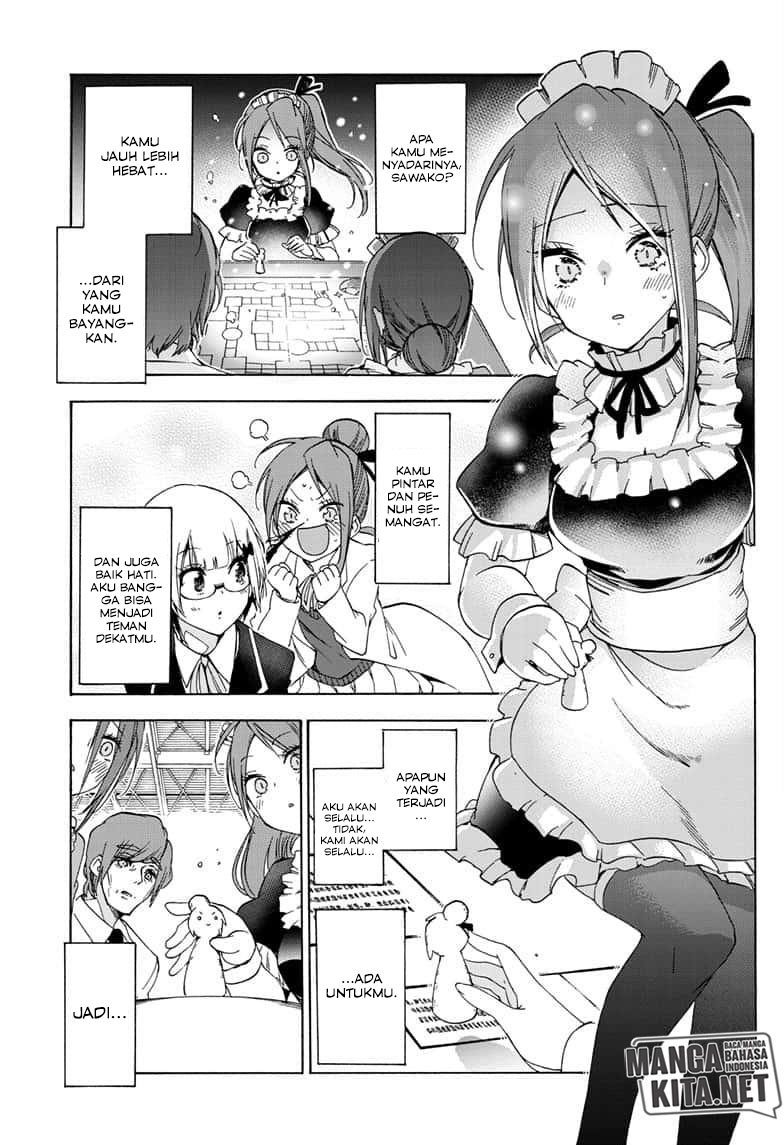 APA
KAMU ME-
NYADARINYA,
SAWAKO?
KAMU
JAUH LEBIH
HEBAT...
...DARI
YANG
KAMU
BAYANG-
KAN.
KAMU
PINTAR
DAN PE-
NUH SE-
MANGAT.
DAN JUGA
BAIK HATI.
AKU BANG-
GA BISA
MENJADI
TEMAN
DEKATMU.
APAPUN
YANG
TERJADI
...
AKU AKAN
SELALU...
...TIDAK,
KAMI AKAN
SELALU...
...ADA
UNTUKMU.
JADI...
MANGA
KITA.NET
BACA MANGA
BAHASA
INDONESIA